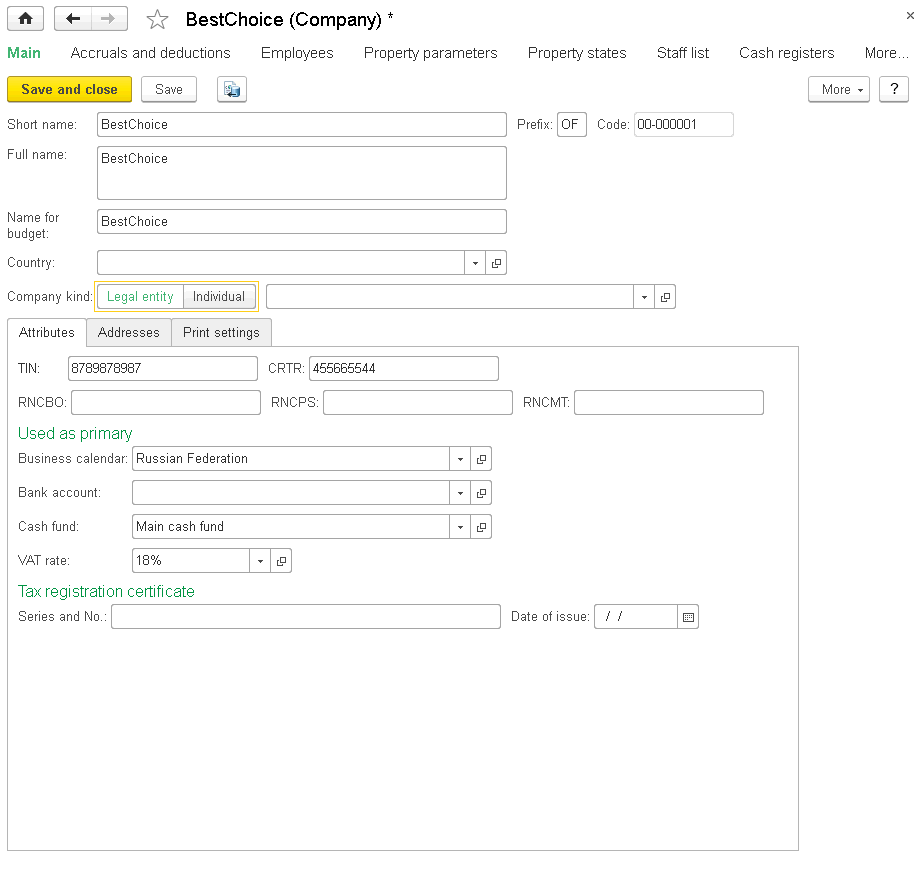 BestChoice (Company) *
Main Accruals and deductions Employees Property parameters Property states Staff list Cash registers More...
Save and close Save More ?
Short name: BestChoice Prefix: OF Code: 00-000001
Full name: BestChoice
Name for
budget: BestChoice
Country:
Company kind: Legal entity Individual
Attributes Addresses Print settings
TIN: 8789878987 CRTR: 455665544
RNCBO: RNCPS: RNCMT:
Used as primary
Business calendar: Russian Federation
Bank account:
Cash fund: Main cash fund
VAT rate: 18%
Tax registration certificate
Series and No.: Date of issue: / /